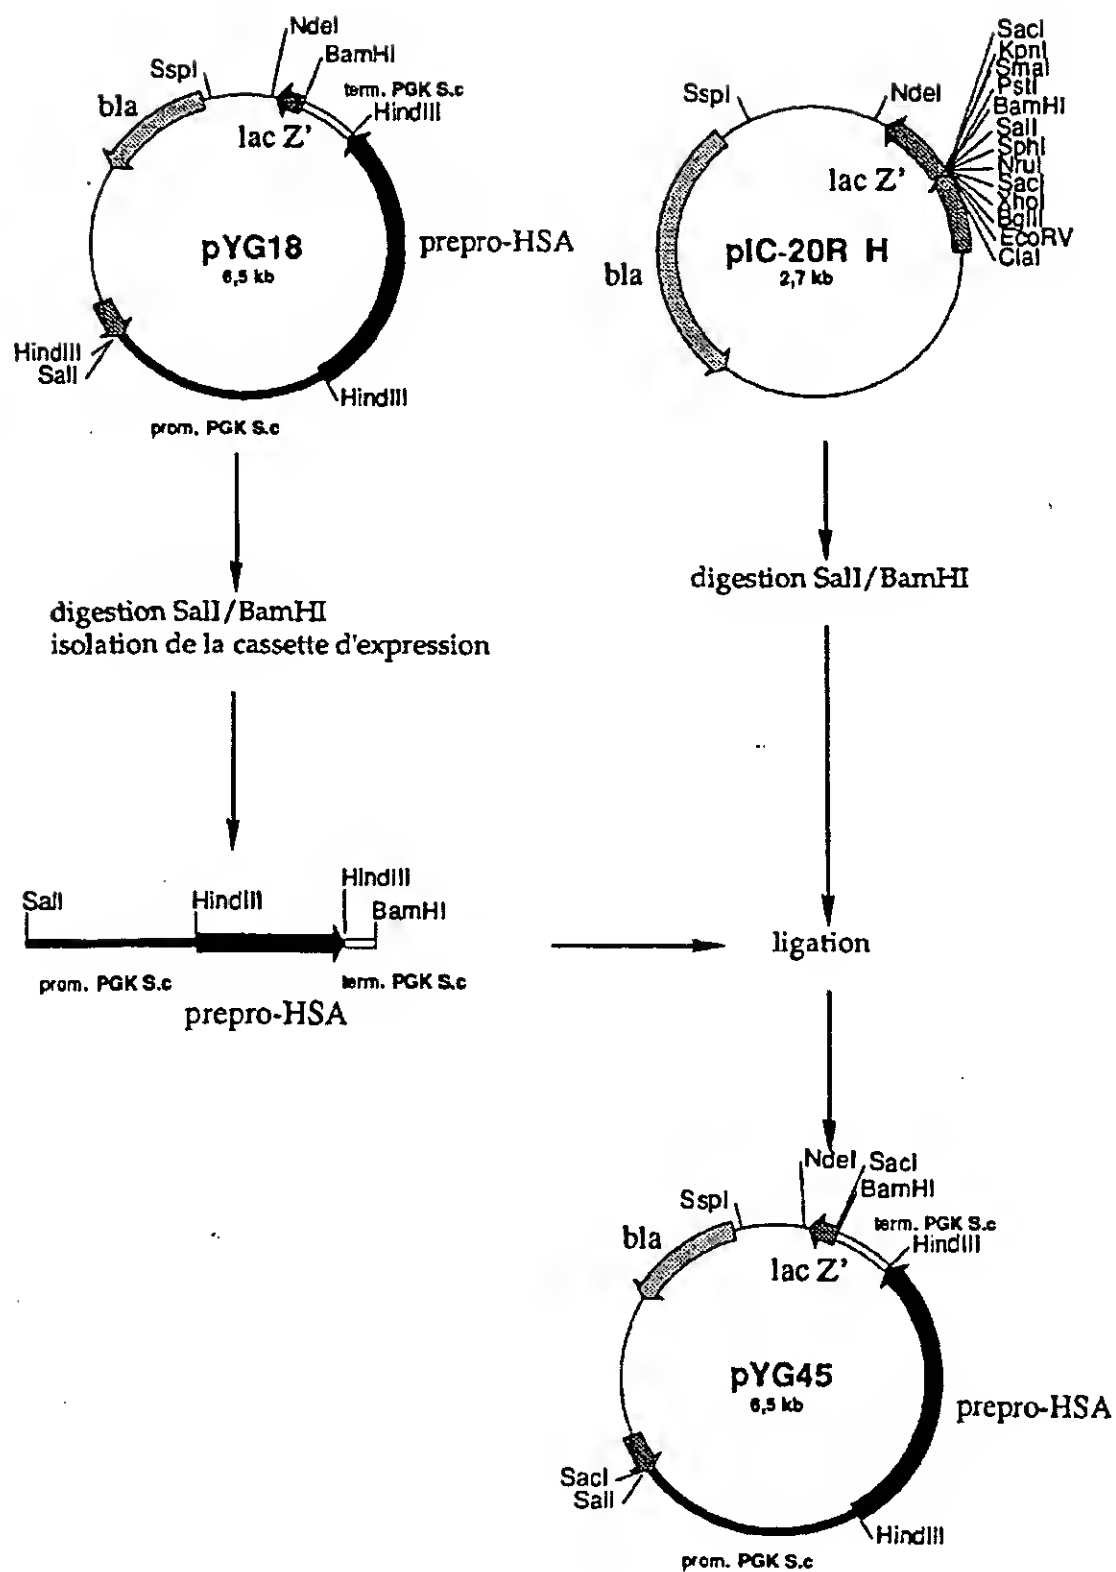 NdeI
BamHI
SspI
term. PGK S.c
HindIII
bla
lac Z'
pYG18
6,5 kb
prepro-HSA
HindIII
SalI
HindIII
prom. PGK S.c
SspI
NdeI
SacI
KpnI
SmaI
PstI
BamHI
SalI
SphI
NruI
SacI
XhoI
BglII
EcoRV
ClaI
lac Z'
bla
pIC-20R H
2,7 kb
digestion SalI/BamHI
isolation de la cassette d'expression
digestion SalI/BamHI
SalI
HindIII
HindIII
BamHI
prom. PGK S.c
term. PGK S.c
prepro-HSA
ligation
NdeI
SacI
BamHI
SspI
term. PGK S.c
HindIII
bla
lac Z'
pYG45
6,5 kb
prepro-HSA
SacI
SalI
HindIII
prom. PGK S.c